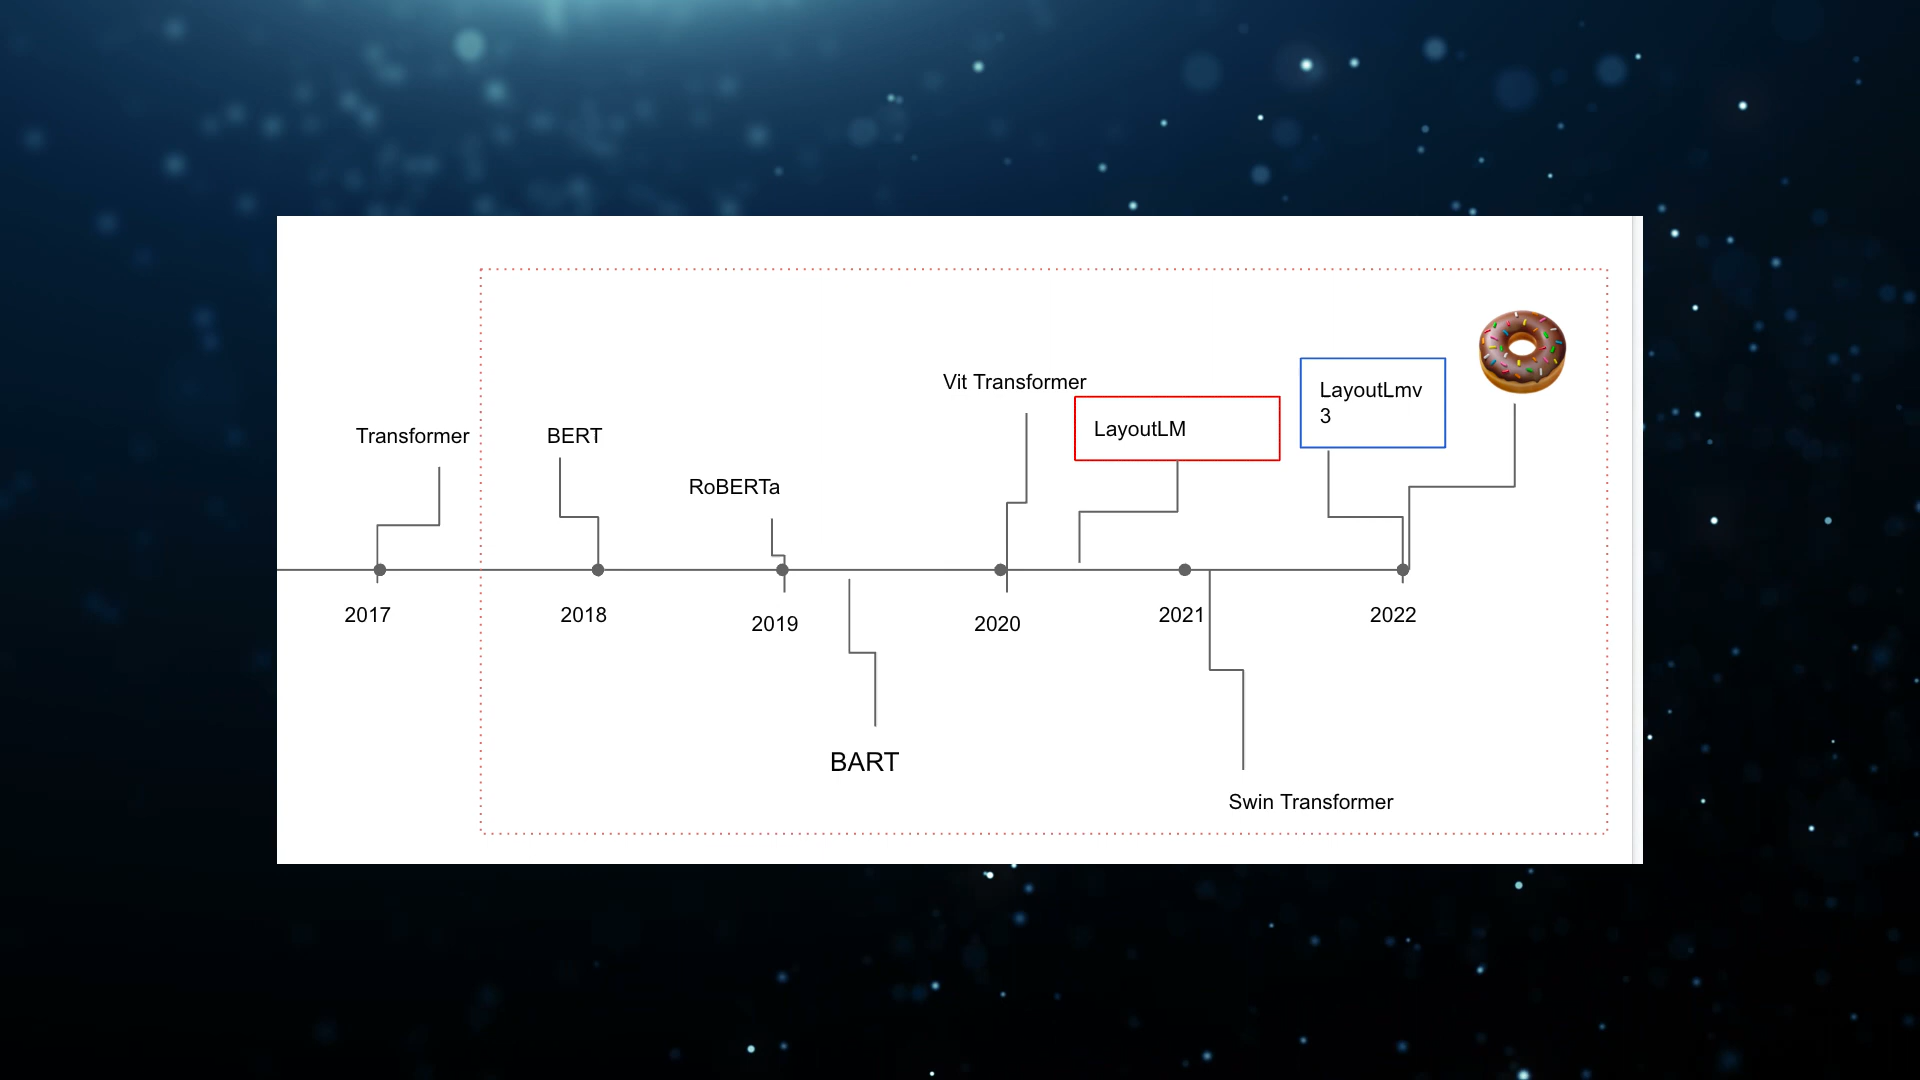 Vit Transformer
LayoutLmv
3
LayoutLM
Transformer
BERT
RoBERTa
2017
2018
2019
2020
2021
2022
BART
Swin Transformer